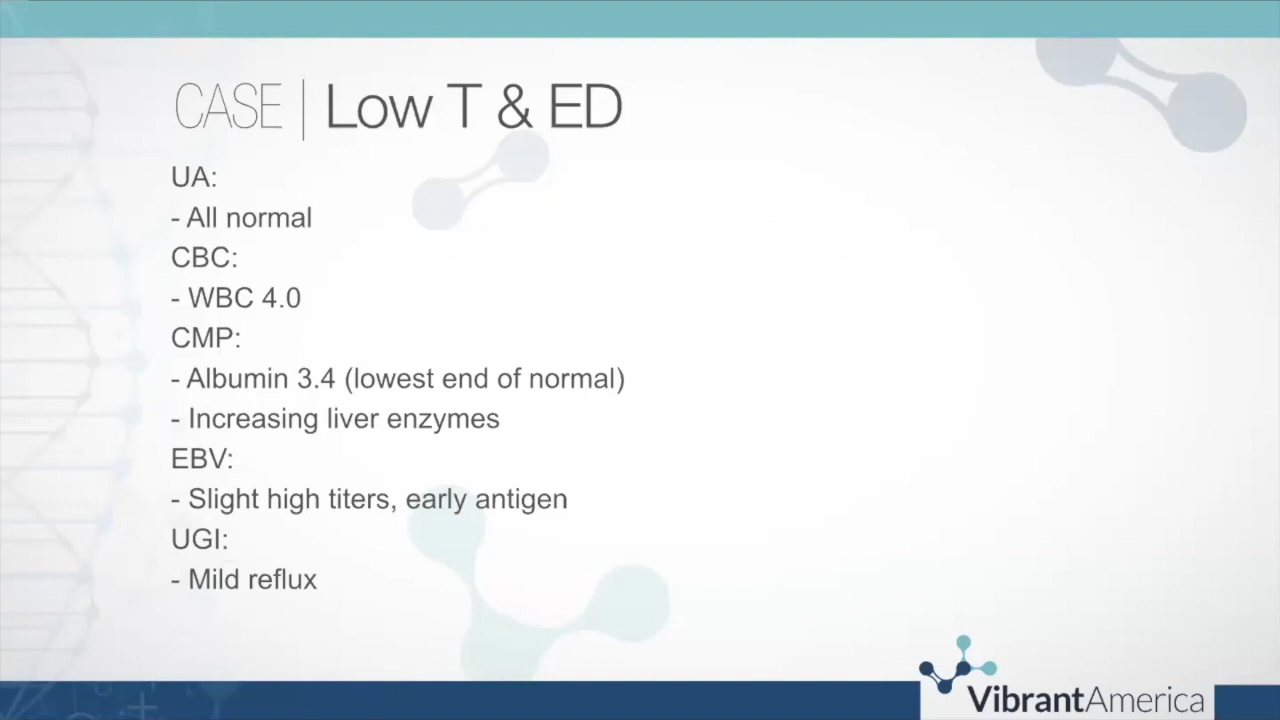 CASE | Low T & ED
UA:
- All normal
CBC:
- WBC 4.0
CMP:
- Albumin 3.4 (lowest end of normal)
- Increasing liver enzymes
EBV:
- Slight high titers, early antigen
UGI:
- Mild reflux
VibrantAmerica